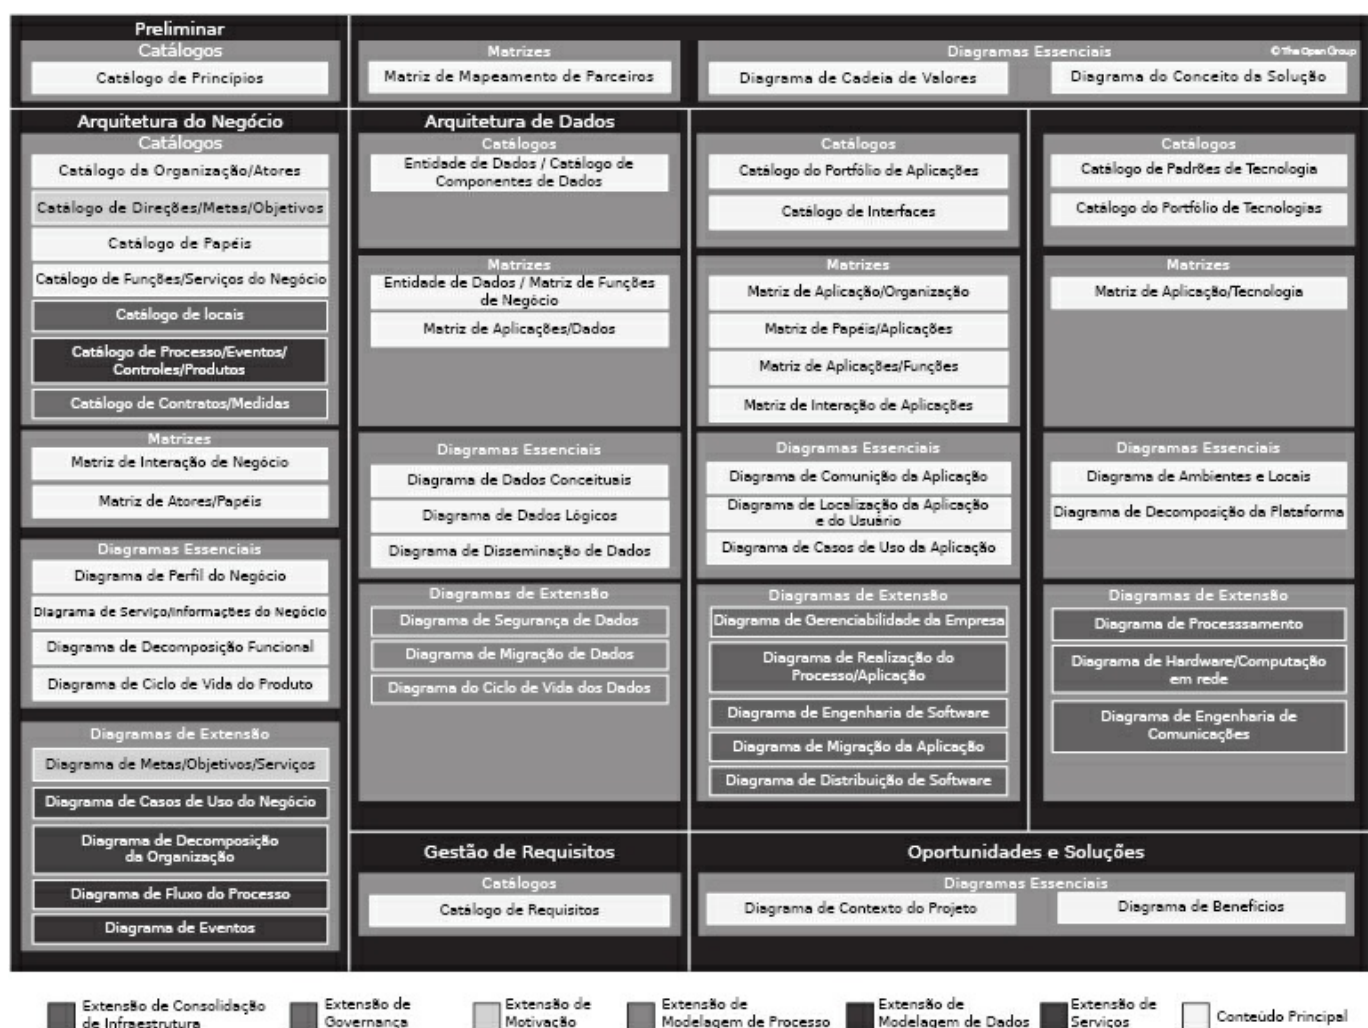 Preliminar
Catálogos
Catálogo de Princípios
Matrizes
Matriz de Mapeamento de Parceiros
Diagramas Essenciais
© The Open Group
Diagrama de Cadeia de Valores
Diagrama do Conceito da Solução
Arquitetura do Negócio
Catálogos
Catálogo da Organização/Atores
Catálogo de Direções/Metas/Objetivos
Catálogo de Papéis
Catálogo de Funções/Serviços do Negócio
Catálogo de locais
Catálogo de Processo/Eventos/
Controles/Produtos
Catálogo de Contratos/Medidas
Matrizes
Matriz de Interação de Negócio
Matriz de Atores/Papéis
Diagramas Essenciais
Diagrama de Perfil do Negócio
Diagrama de Serviço/Informações do Negócio
Diagrama de Decomposição Funcional
Diagrama de Ciclo de Vida do Produto
Diagramas de Extensão
Diagrama de Metas/Objetivos/Serviços
Diagrama de Casos de Uso do Negócio
Diagrama de Decomposição
da Organização
Diagrama de Fluxo do Processo
Diagrama de Eventos
Arquitetura de Dados
Catálogos
Entidade de Dados / Catálogo de
Componentes de Dados
Matrizes
Entidade de Dados / Matriz de Funções
de Negócio
Matriz de Aplicações/Dados
Diagramas Essenciais
Diagrama de Dados Conceituais
Diagrama de Dados Lógicos
Diagrama de Disseminação de Dados
Diagramas de Extensão
Diagrama de Segurança de Dados
Diagrama de Migração de Dados
Diagrama do Ciclo de Vida dos Dados
Catálogos
Catálogo do Portfólio de Aplicações
Catálogo de Interfaces
Matrizes
Matriz de Aplicação/Organização
Matriz de Papéis/Aplicações
Matriz de Aplicações/Funções
Matriz de Interação de Aplicações
Diagramas Essenciais
Diagrama de Comunição da Aplicação
Diagrama de Localização da Aplicação
e do Usuário
Diagrama de Casos de Uso da Aplicação
Diagramas de Extensão
Diagrama de Gerenciabilidade da Empresa
Diagrama de Realização do
Processo/Aplicação
Diagrama de Engenharia de Software
Diagrama de Migração da Aplicação
Diagrama de Distribuição de Software
Catálogos
Catálogo de Padrões de Tecnologia
Catálogo do Portfólio de Tecnologias
Matrizes
Matriz de Aplicação/Tecnologia
Diagramas Essenciais
Diagrama de Ambientes e Locais
Diagrama de Decomposição da Plataforma
Diagramas de Extensão
Diagrama de Processsamento
Diagrama de Hardware/Computação
em rede
Diagrama de Engenharia de
Comunicações
Gestão de Requisitos
Catálogos
Catálogo de Requisitos
Oportunidades e Soluções
Diagramas Essenciais
Diagrama de Contexto do Projeto
Diagrama de Benefícios
Extensão de Consolidação
de Infraestrutura
Extensão de
Governança
Extensão de
Motivação
Extensão de
Modelagem de Processo
Extensão de
Modelagem de Dados
Extensão de
Serviços
Conteúdo Principal